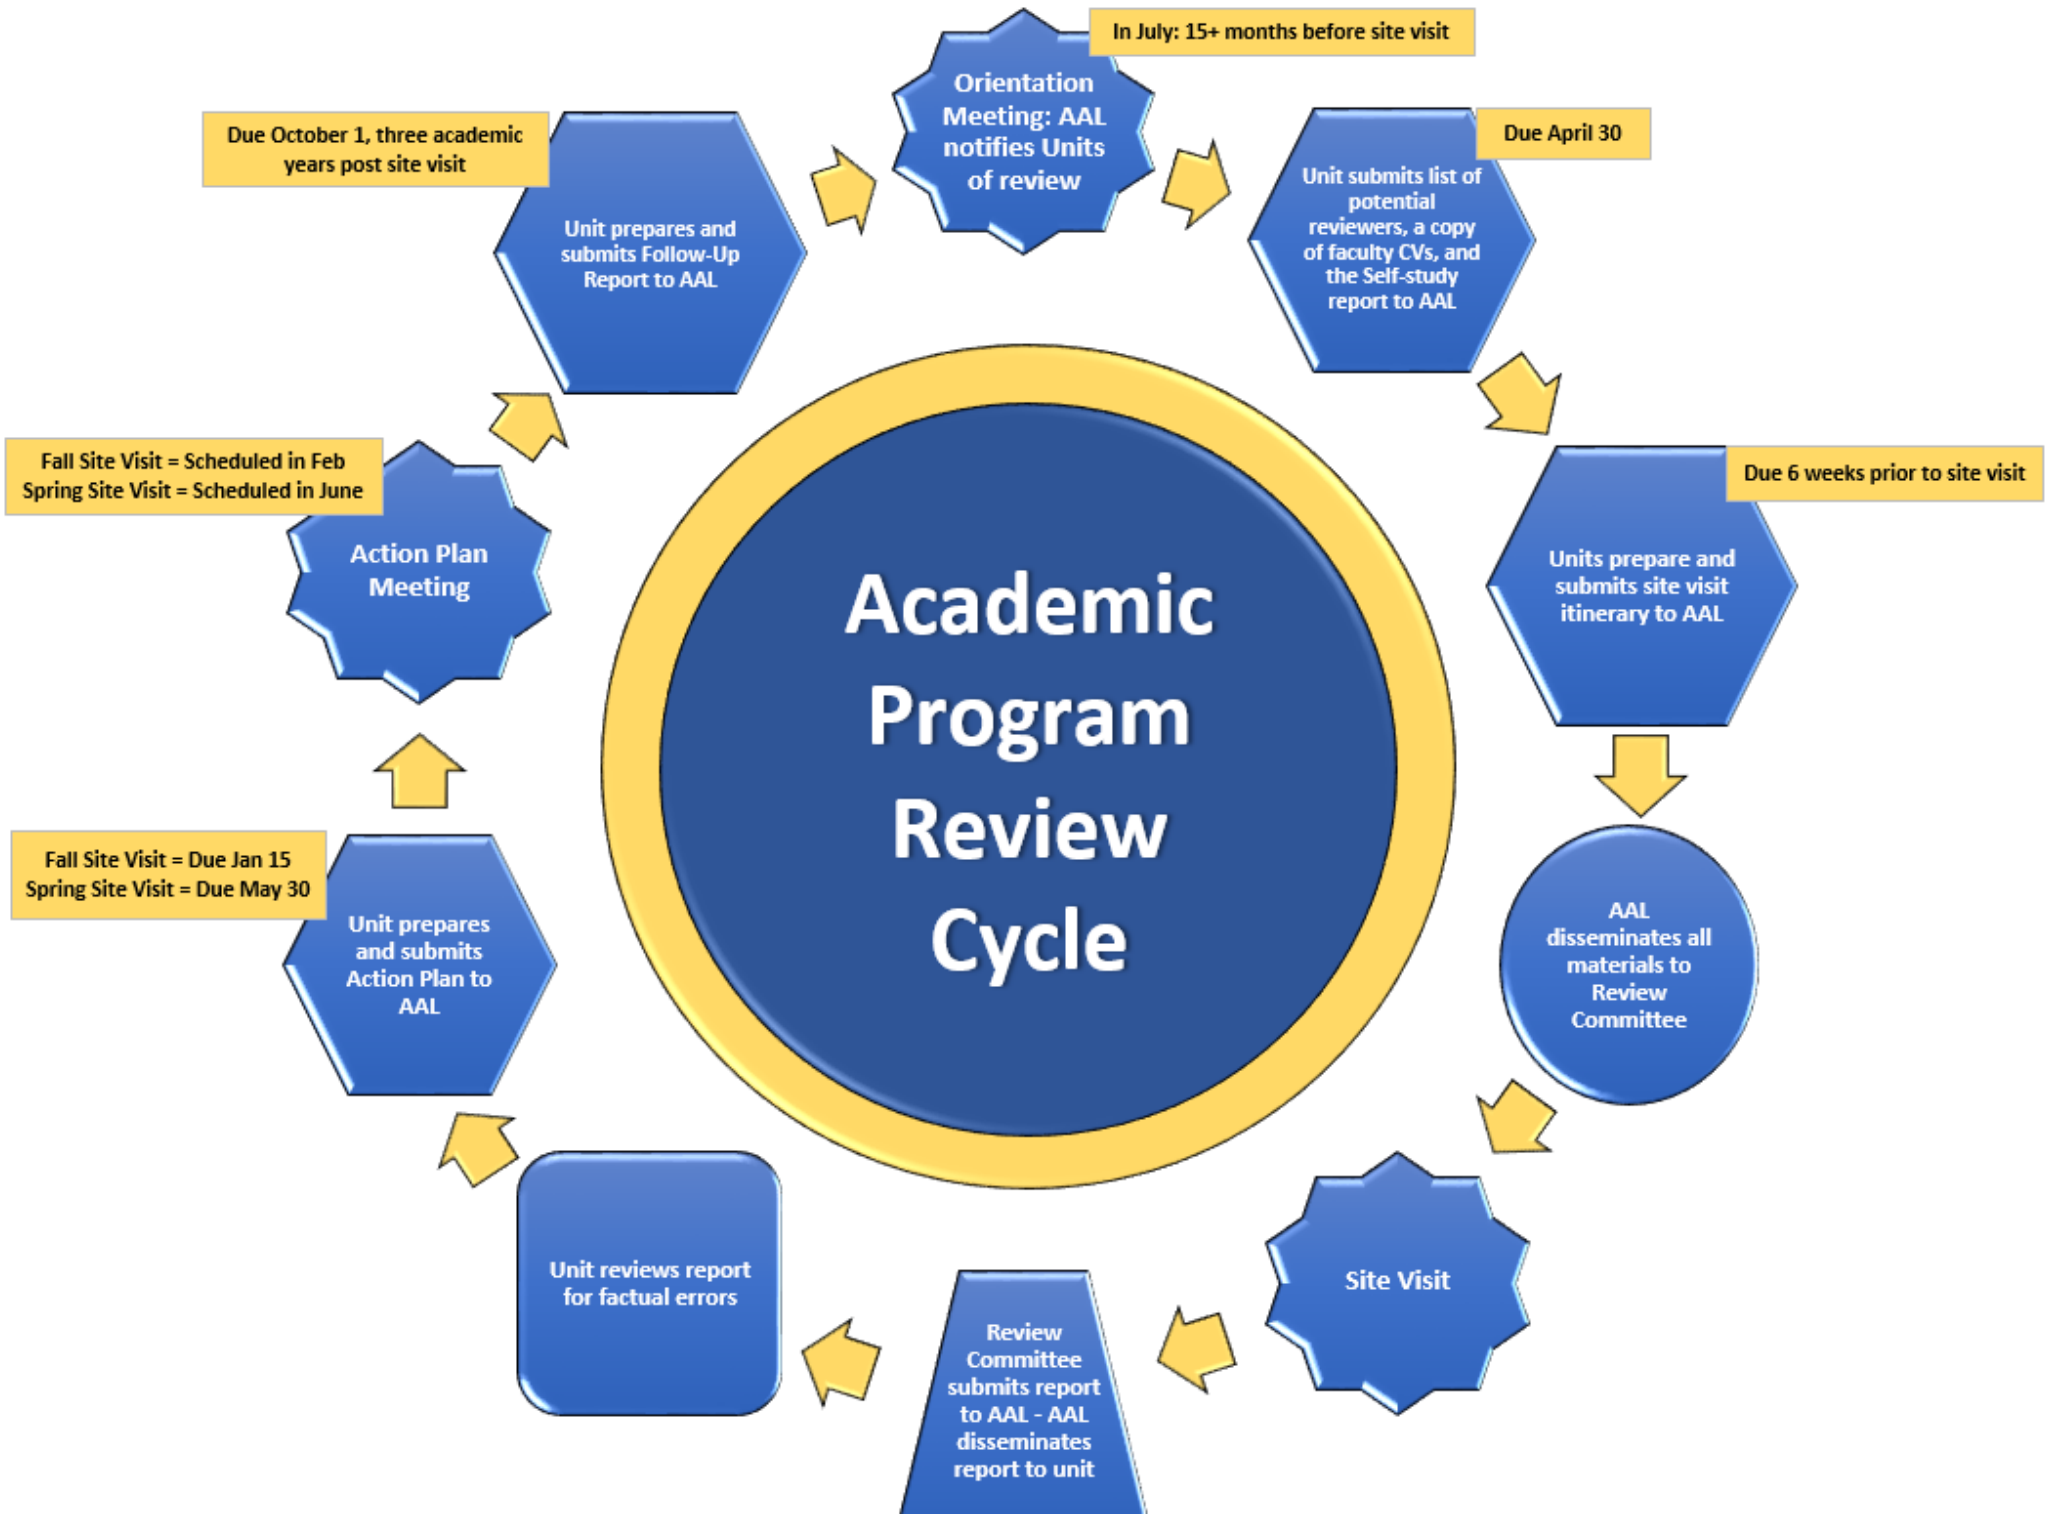 In July: 15+ months before site visit
Orientation
Meeting: AAL
notifies Units
of review
Due April 30
Unit submits list of
potential
reviewers, a copy
of faculty CVs, and
the Self-study
report to AAL
Due 6 weeks prior to site visit
Units prepare and
submits site visit
itinerary to AAL
AAL
disseminates all
materials to
Review
Committee
Site Visit
Review
Committee
submits report
to AAL - AAL
disseminates
report to unit
Unit reviews report
for factual errors
Fall Site Visit = Due Jan 15
Spring Site Visit = Due May 30
Unit prepares
and submits
Action Plan to
AAL
Fall Site Visit = Scheduled in Feb
Spring Site Visit = Scheduled in June
Action Plan
Meeting
Due October 1, three academic
years post site visit
Unit prepares and
submits Follow-Up
Report to AAL
Academic
Program
Review
Cycle